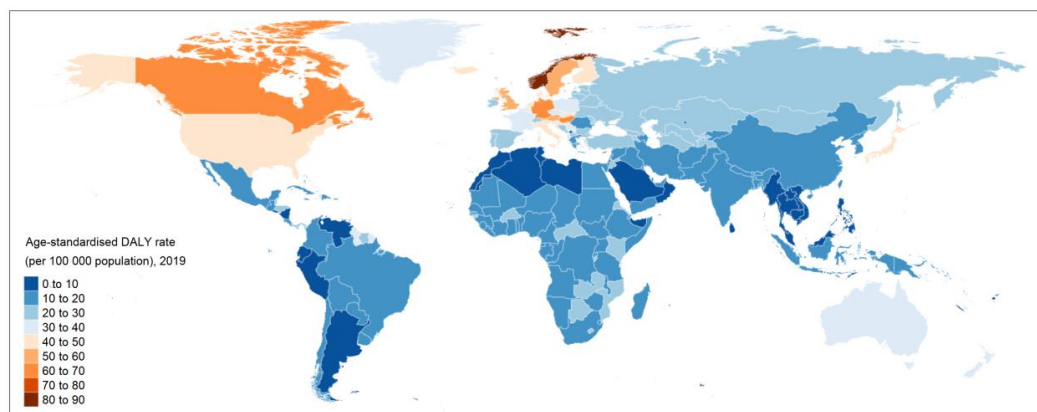 Age-standardised DALY rate
(per 100 000 population), 2019
0 to 10
10 to 20
20 to 30
30 to 40
40 to 50
50 to 60
60 to 70
70 to 80
80 to 90